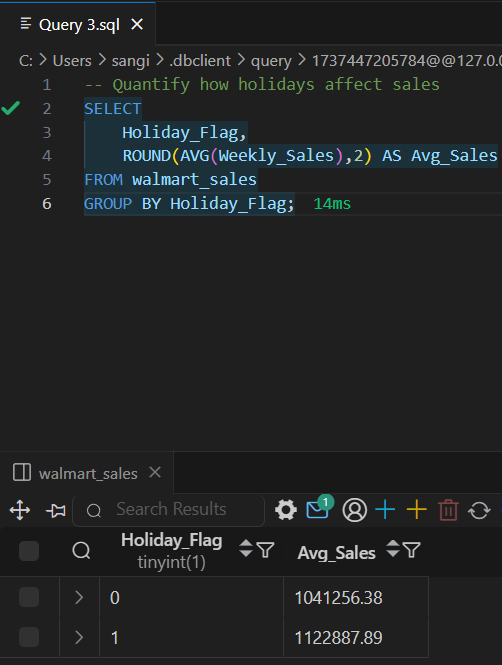 Query 3.sql
C: > Users > sangi > .dbclient > query > 1737447205784@@127.0.0
1 -- Quantify how holidays affect sales
2 SELECT
3 Holiday_Flag,
4 ROUND(AVG(Weekly_Sales),2) AS Avg_Sales
5 FROM walmart_sales
6 GROUP BY Holiday_Flag; 14ms
walmart_sales
Search Results 1
Holiday_Flag Avg_Sales
tinyint(1)
0 1041256.38
1 1122887.89